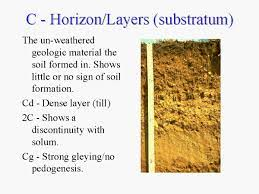 C - Horizon/Layers (substratum)
The un-weathered
geologic material the
soil formed in. Shows
little or no sign of soil
formation.
Cd - Dense layer (till)
2C - Shows a
discontinuity with
solum.
Cg - Strong gleying/no
pedogenesis.